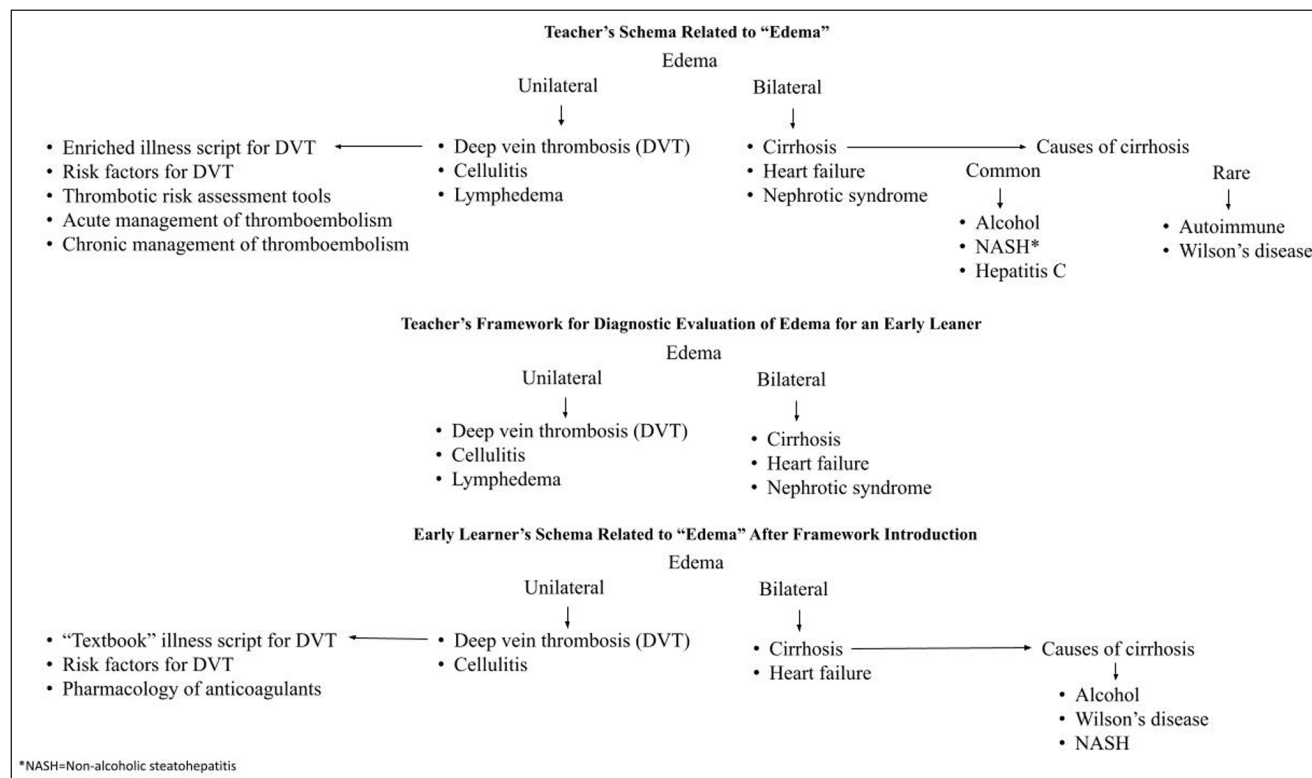 Teacher's Schema Related to “Edema”
Edema
Unilateral
Bilateral
• Enriched illness script for DVT
• Risk factors for DVT
• Thrombotic risk assessment tools
• Acute management of thromboembolism
• Chronic management of thromboembolism
• Deep vein thrombosis (DVT)
• Cellulitis
• Lymphedema
• Cirrhosis
• Heart failure
• Nephrotic syndrome
Causes of cirrhosis
Common
Rare
• Alcohol
• NASH*
• Hepatitis C
• Autoimmune
• Wilson's disease
Teacher's Framework for Diagnostic Evaluation of Edema for an Early Leaner
Edema
Unilateral
Bilateral
• Deep vein thrombosis (DVT)
• Cellulitis
• Lymphedema
• Cirrhosis
• Heart failure
• Nephrotic syndrome
Early Learner's Schema Related to “Edema” After Framework Introduction
Edema
Unilateral
Bilateral
• “Textbook” illness script for DVT
• Risk factors for DVT
• Pharmacology of anticoagulants
• Deep vein thrombosis (DVT)
• Cellulitis
• Cirrhosis
• Heart failure
Causes of cirrhosis
• Alcohol
• Wilson's disease
• NASH
*NASH=Non-alcoholic steatohepatitis